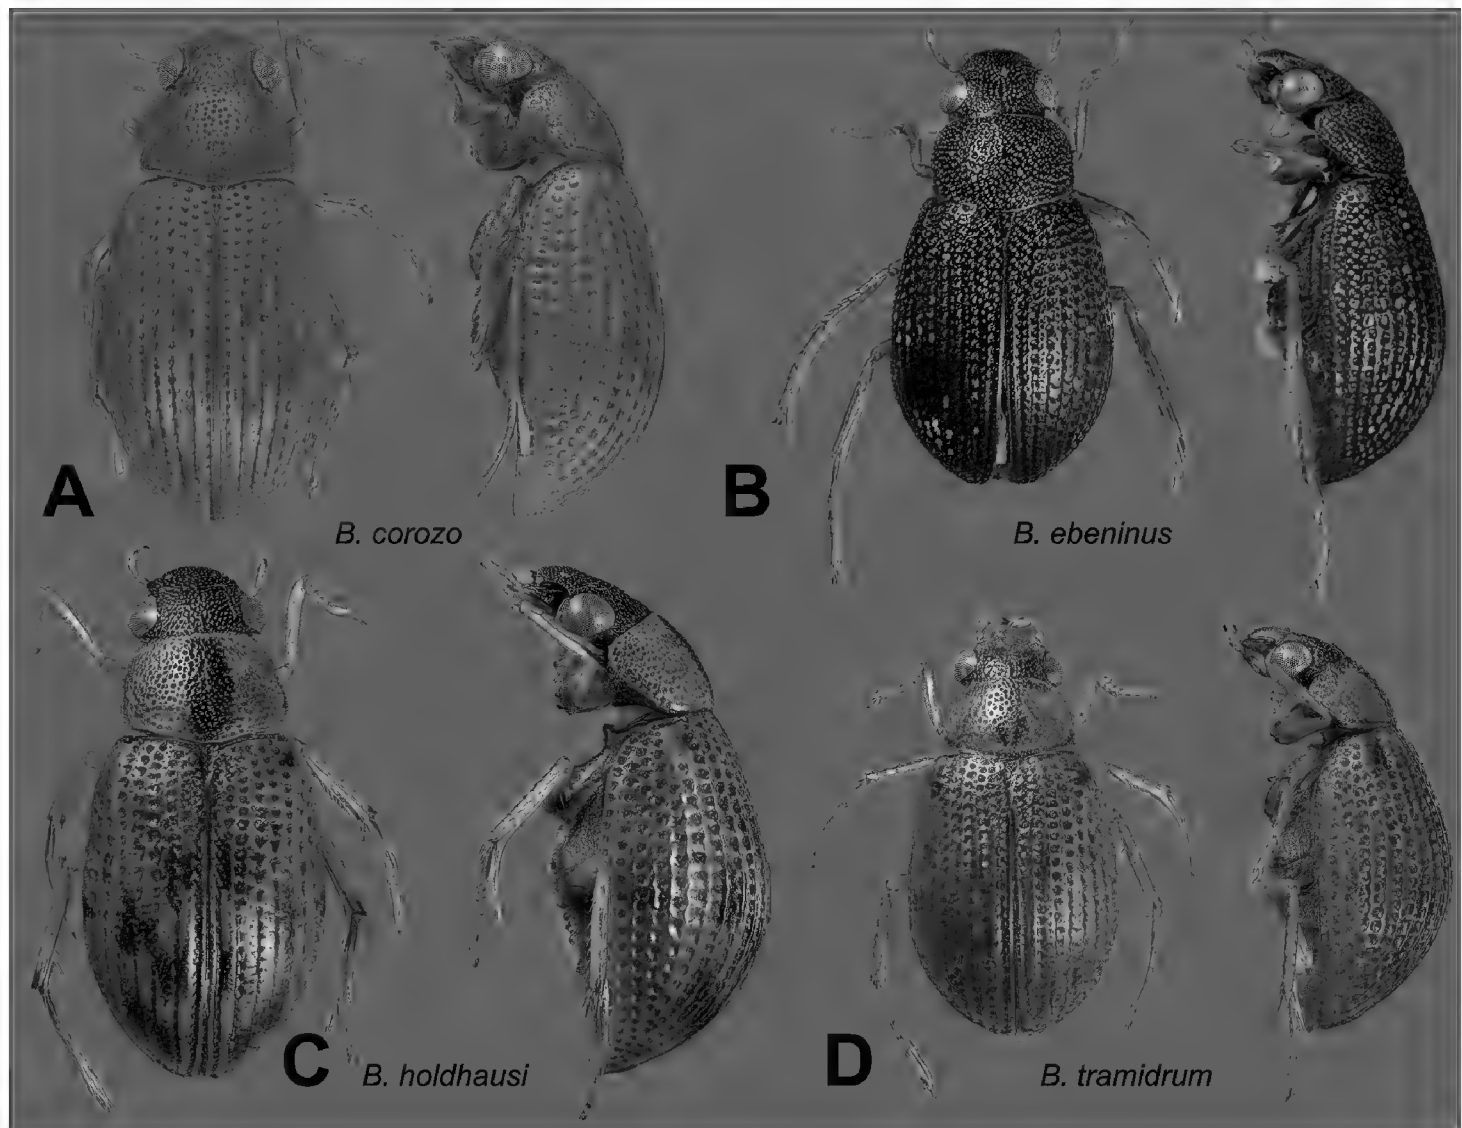 A
B. corozo
B
B. ebeninus
C
B. holdhausi
D
B. tramidrum